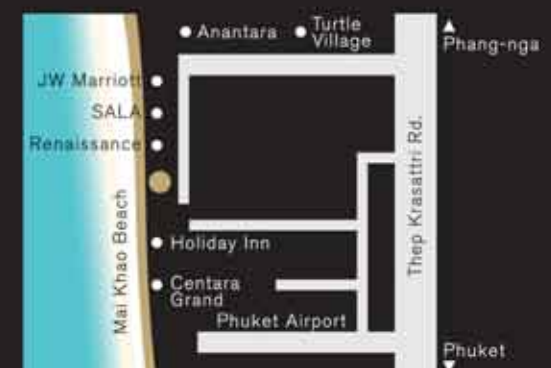 Anantara
Turtle
Village
Phang-nga
JW Marriott
SALA
Renaissance
Thep Krasattri Rd.
Mai Khao Beach
Holiday Inn
Centara
Grand
Phuket Airport
Phuket